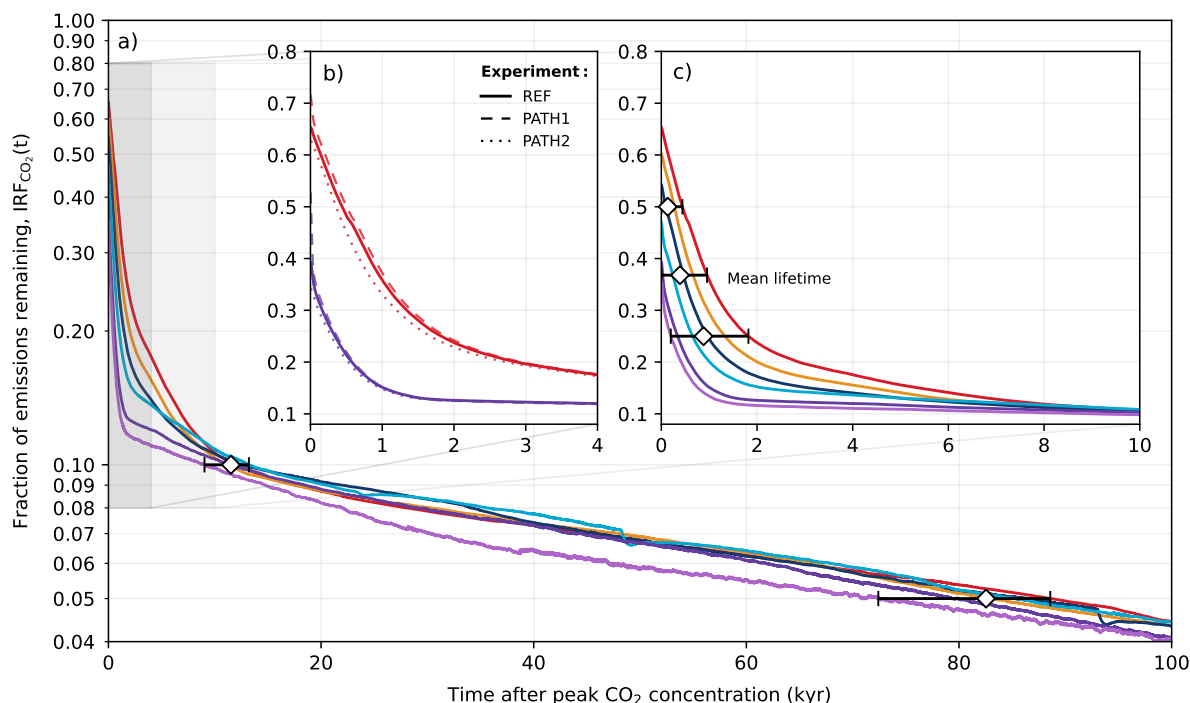 a)
1.00
0.90
0.80
0.70
0.60
0.50
0.40
0.30
0.20
0.10
0.09
0.08
0.07
0.06
0.05
0.04
Fraction of emissions remaining, IRF_CO₂(t)
0 20 40 60 80 100
Time after peak CO₂ concentration (kyr)
b)
0.8
0.7
0.6
0.5
0.4
0.3
0.2
0.1
0 1 2 3 4
Experiment:
REF
PATH1
PATH2
c)
0.8
0.7
0.6
0.5
0.4
0.3
0.2
0.1
0 2 4 6 8 10
Mean lifetime